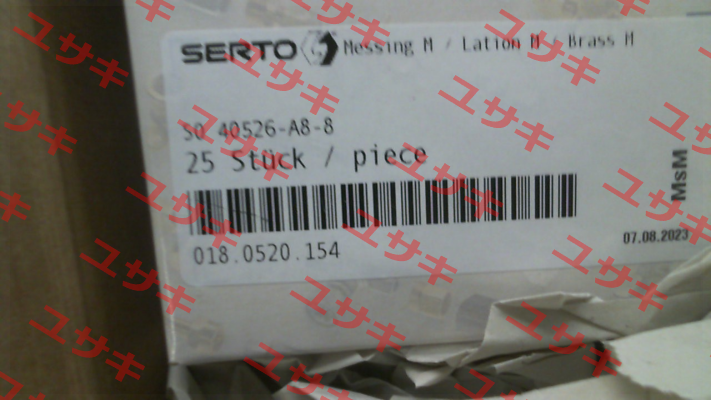 SERTO Messing M / Lation M / Brass M
SO 40526-A8-8
25 Stück / piece
MsM
018.0520.154
07.08.2023
ユサキ